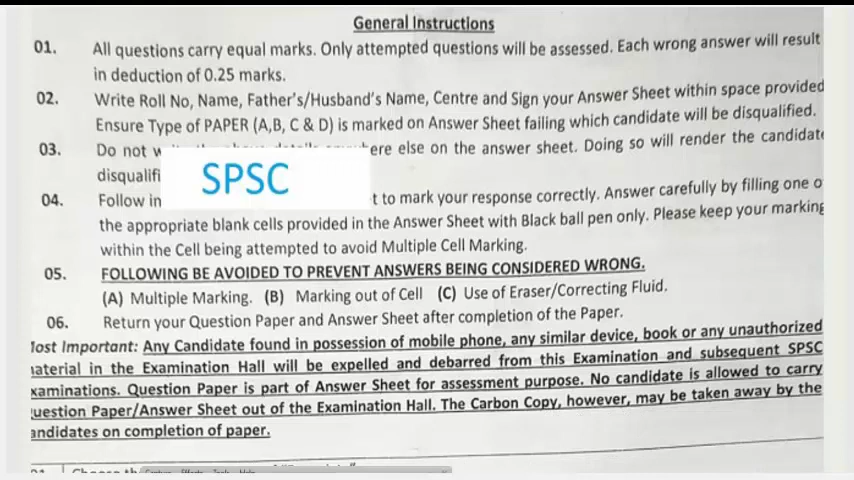 General Instructions
01. All questions carry equal marks. Only attempted questions will be assessed. Each wrong answer will result
in deduction of 0.25 marks.
02. Write Roll No, Name, Father's/Husband's Name, Centre and Sign your Answer Sheet within space provided
Ensure Type of PAPER (A,B, C & D) is marked on Answer Sheet failing which candidate will be disqualified.
03. Do not w ere else on the answer sheet. Doing so will render the candidate
disqualifi
SPSC
04. Follow in t to mark your response correctly. Answer carefully by filling one o
the appropriate blank cells provided in the Answer Sheet with Black ball pen only. Please keep your marking
within the Cell being attempted to avoid Multiple Cell Marking.
05. FOLLOWING BE AVOIDED TO PREVENT ANSWERS BEING CONSIDERED WRONG.
(A) Multiple Marking. (B) Marking out of Cell (C) Use of Eraser/Correcting Fluid.
06. Return your Question Paper and Answer Sheet after completion of the Paper.
lost Important: Any Candidate found in possession of mobile phone, any similar device, book or any unauthorized
aterial in the Examination Hall will be expelled and debarred from this Examination and subsequent SPSC
xaminations. Question Paper is part of Answer Sheet for assessment purpose. No candidate is allowed to carry
uestion Paper/Answer Sheet out of the Examination Hall. The Carbon Copy, however, may be taken away by the
andidates on completion of paper.